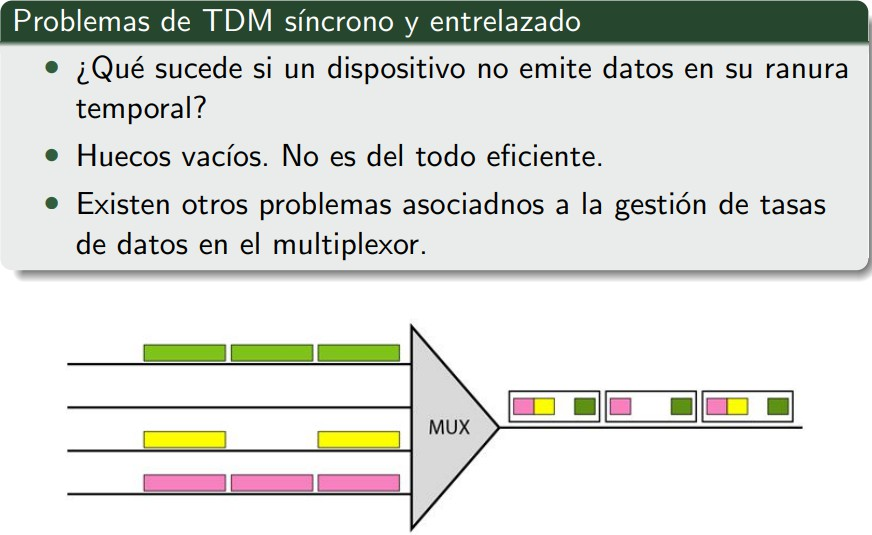 Problemas de TDM síncrono y entrelazado
• ¿Qué sucede si un dispositivo no emite datos en su ranura
temporal?
• Huecos vacíos. No es del todo eficiente.
• Existen otros problemas asociadnos a la gestión de tasas
de datos en el multiplexor.
MUX